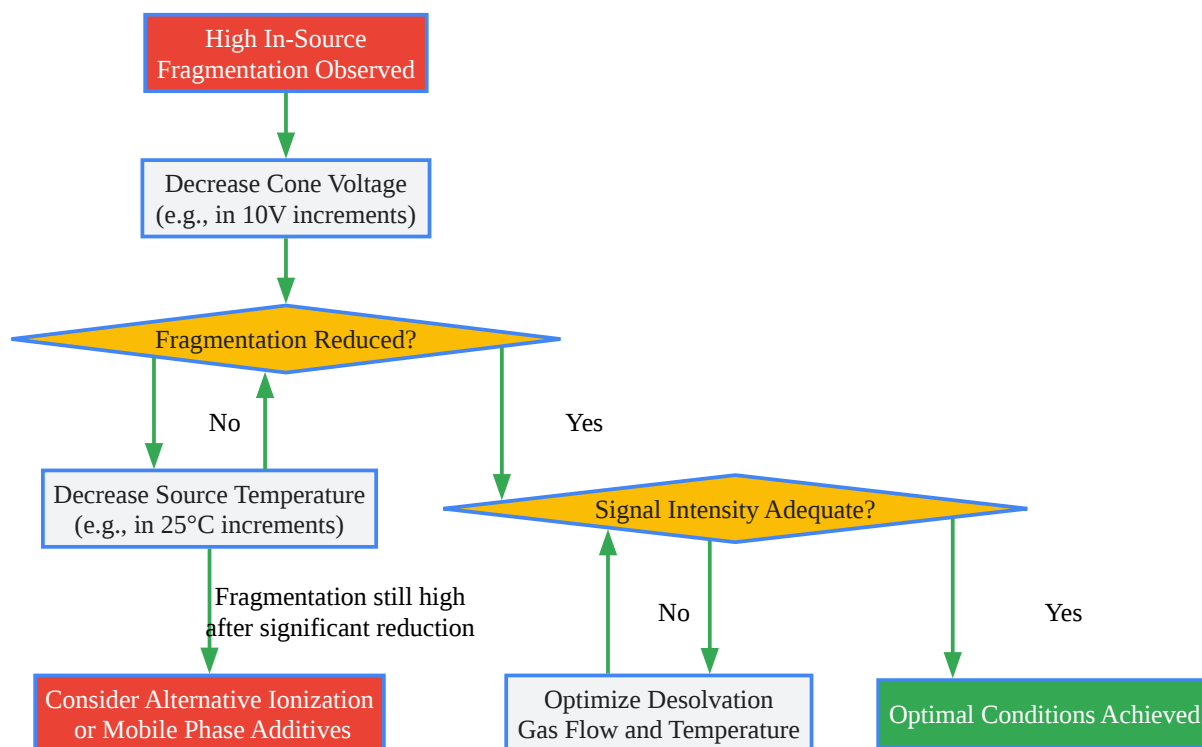 High In-Source
Fragmentation Observed
Decrease Cone Voltage
(e.g., in 10V increments)
Fragmentation Reduced?
No
Yes
Decrease Source Temperature
(e.g., in 25°C increments)
Signal Intensity Adequate?
Fragmentation still high
after significant reduction
No
Yes
Consider Alternative Ionization
or Mobile Phase Additives
Optimize Desolvation
Gas Flow and Temperature
Optimal Conditions Achieved